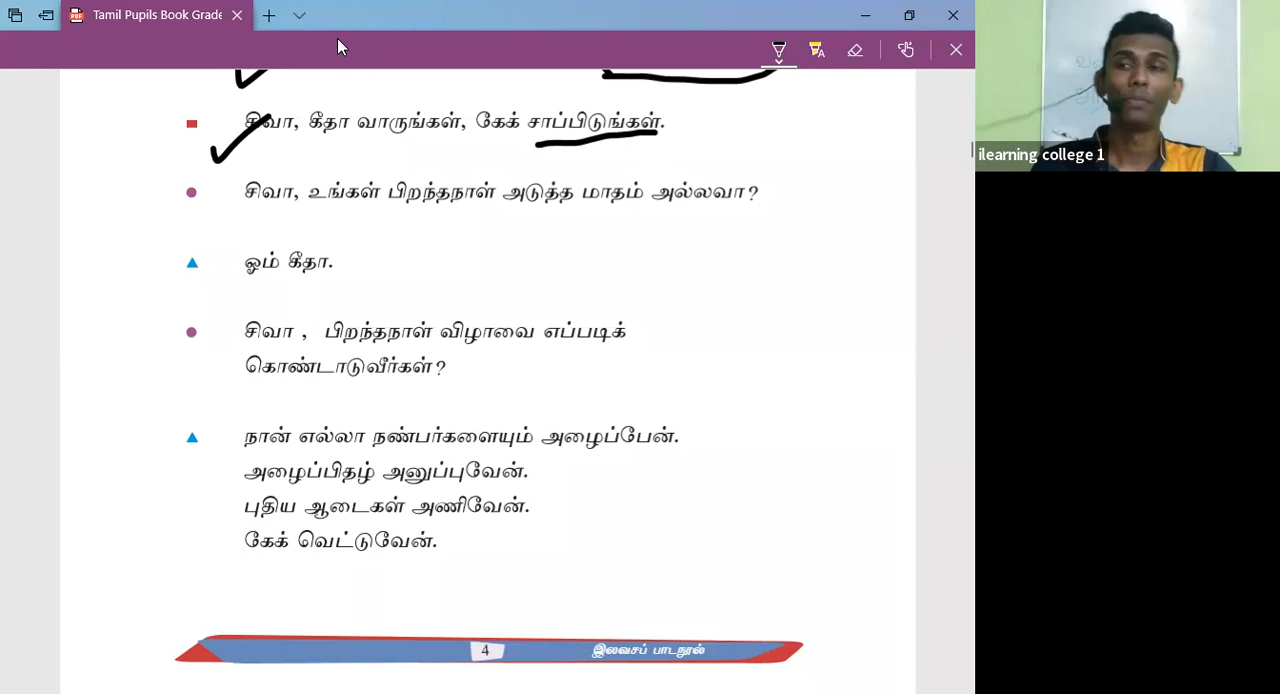 Tamil Pupils Book Grade
சிவா, கீதா வாருங்கள், கேக் சாப்பிடுங்கள்.
சிவா, உங்கள் பிறந்தநாள் அடுத்த மாதம் அல்லவா?
ஓம் கீதா.
சிவா , பிறந்தநாள் விழாவை எப்படிக்
கொண்டாடுவீர்கள்?
நான் எல்லா நண்பர்களையும் அழைப்பேன்.
அழைப்பிதழ் அனுப்புவேன்.
புதிய ஆடைகள் அணிவேன்.
கேக் வெட்டுவேன்.
4 இலவசப் பாடநூல்
ilearning college 1